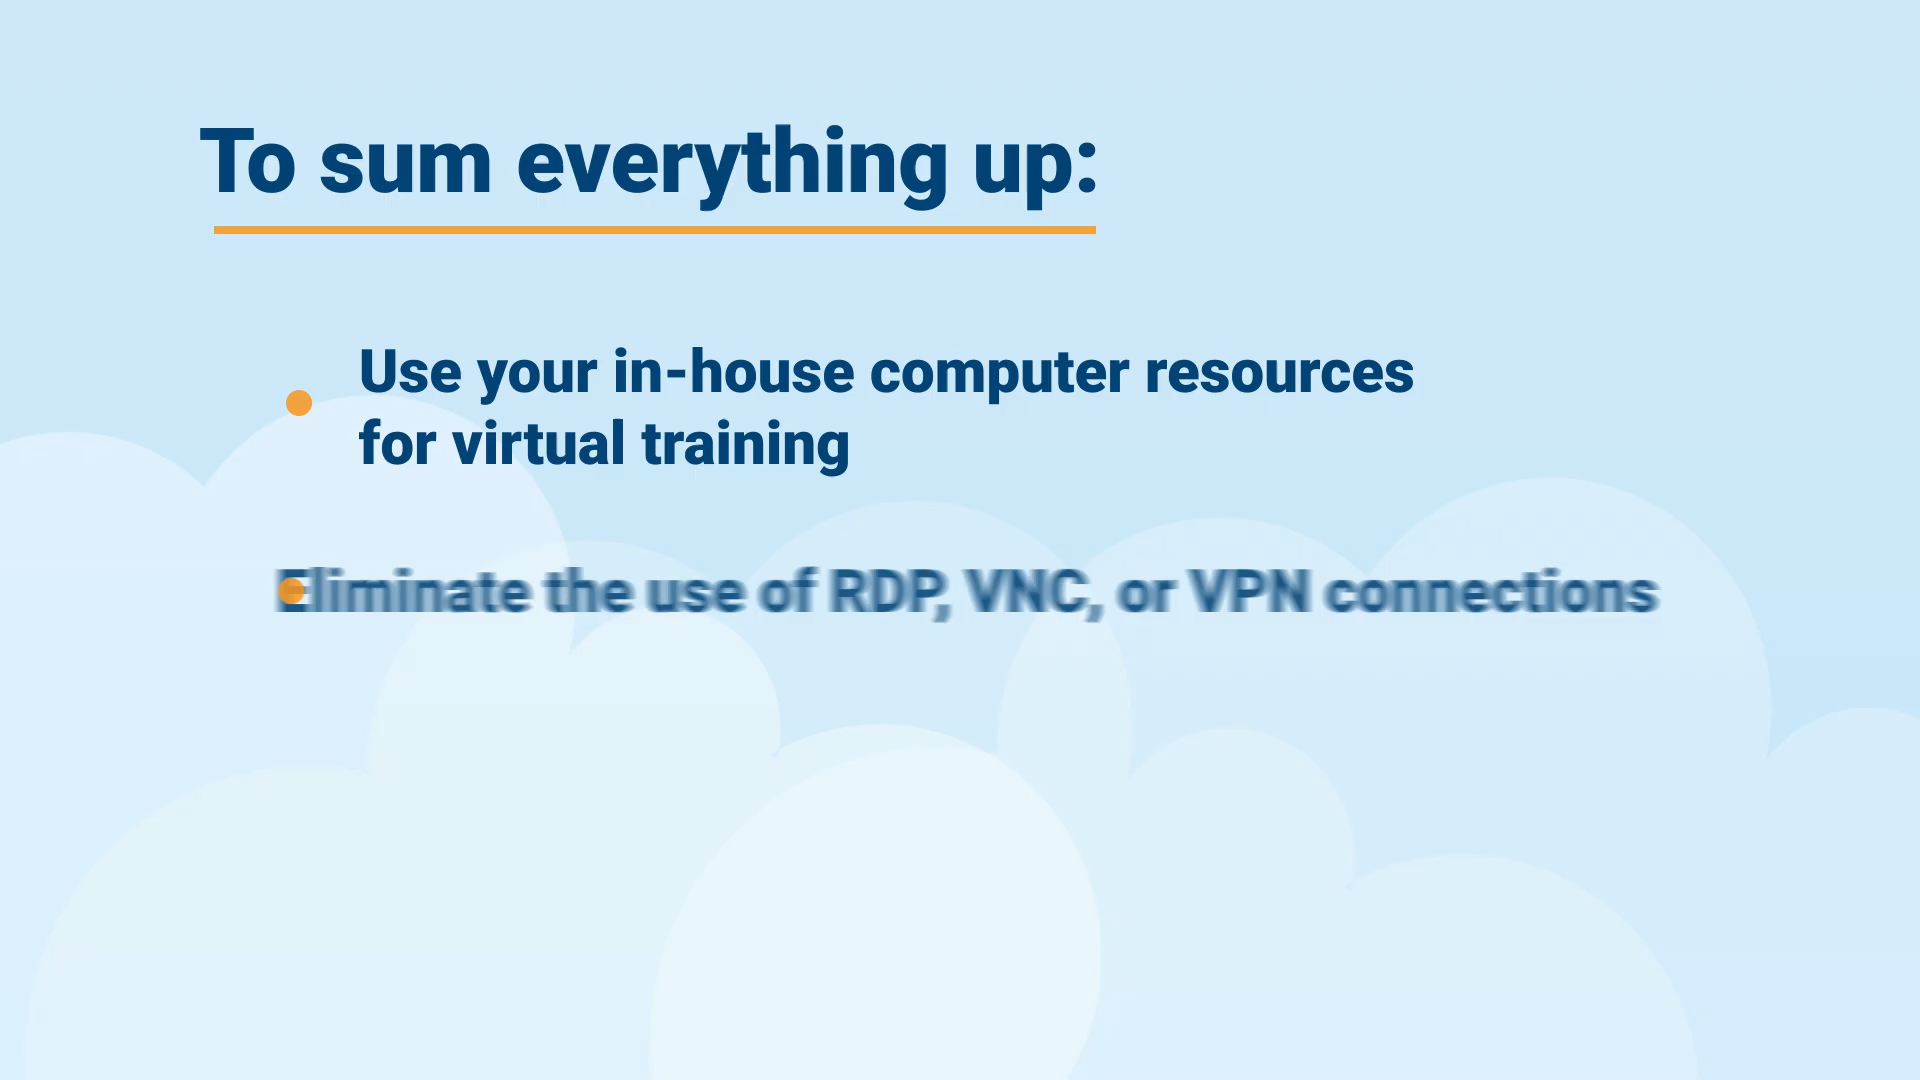 To sum everything up:
Use your in-house computer resources
for virtual training
Eliminate the use of RDP, VNC, or VPN connections